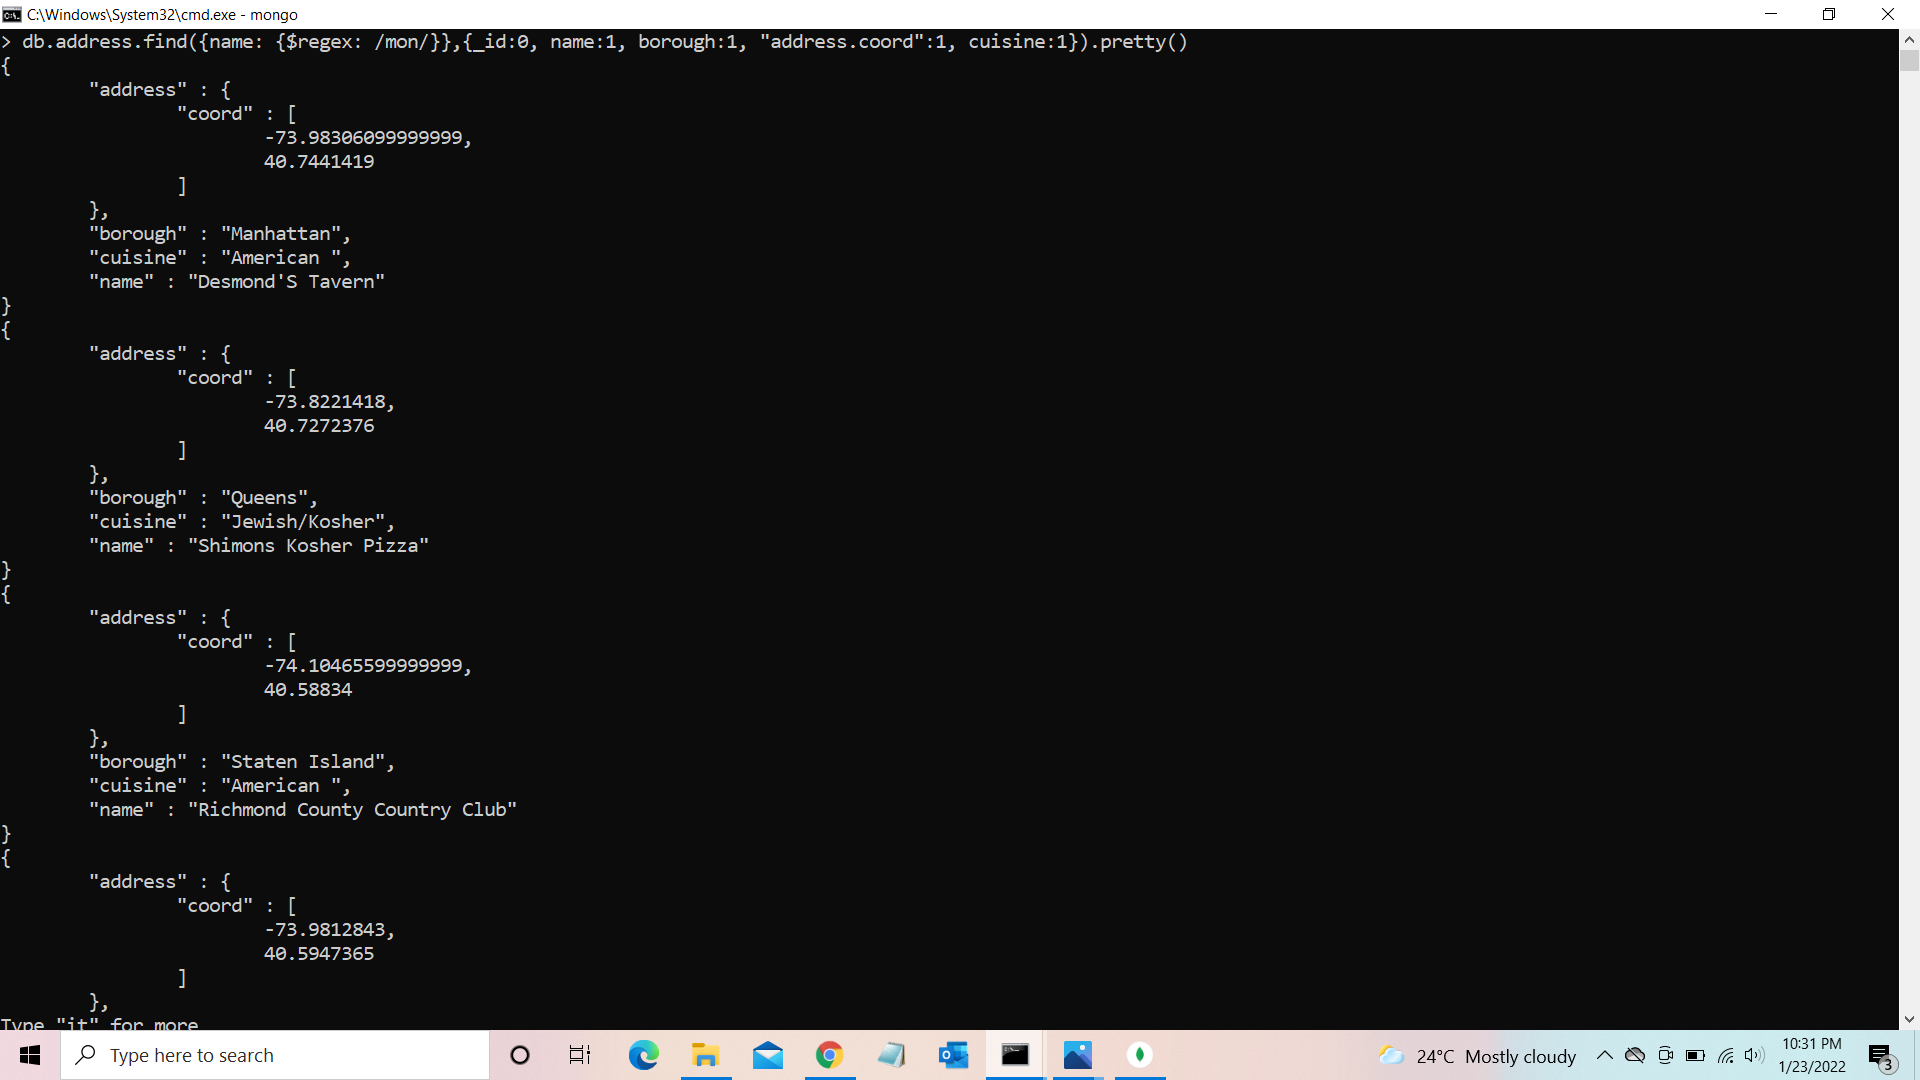 C:\Windows\System32\cmd.exe - mongo
> db.address.find({name: {$regex: /mon/}},{_id:0, name:1, borough:1, "address.coord":1, cuisine:1}).pretty()
{
"address" : {
"coord" : [
-73.98306099999999,
40.7441419
]
},
"borough" : "Manhattan",
"cuisine" : "American ",
"name" : "Desmond'S Tavern"
}
{
"address" : {
"coord" : [
-73.8221418,
40.7272376
]
},
"borough" : "Queens",
"cuisine" : "Jewish/Kosher",
"name" : "Shimons Kosher Pizza"
}
{
"address" : {
"coord" : [
-74.10465599999999,
40.58834
]
},
"borough" : "Staten Island",
"cuisine" : "American ",
"name" : "Richmond County Country Club"
}
{
"address" : {
"coord" : [
-73.9812843,
40.5947365
]
},
Type "it" for more
Type here to search
24°C Mostly cloudy
10:31 PM
1/23/2022
3